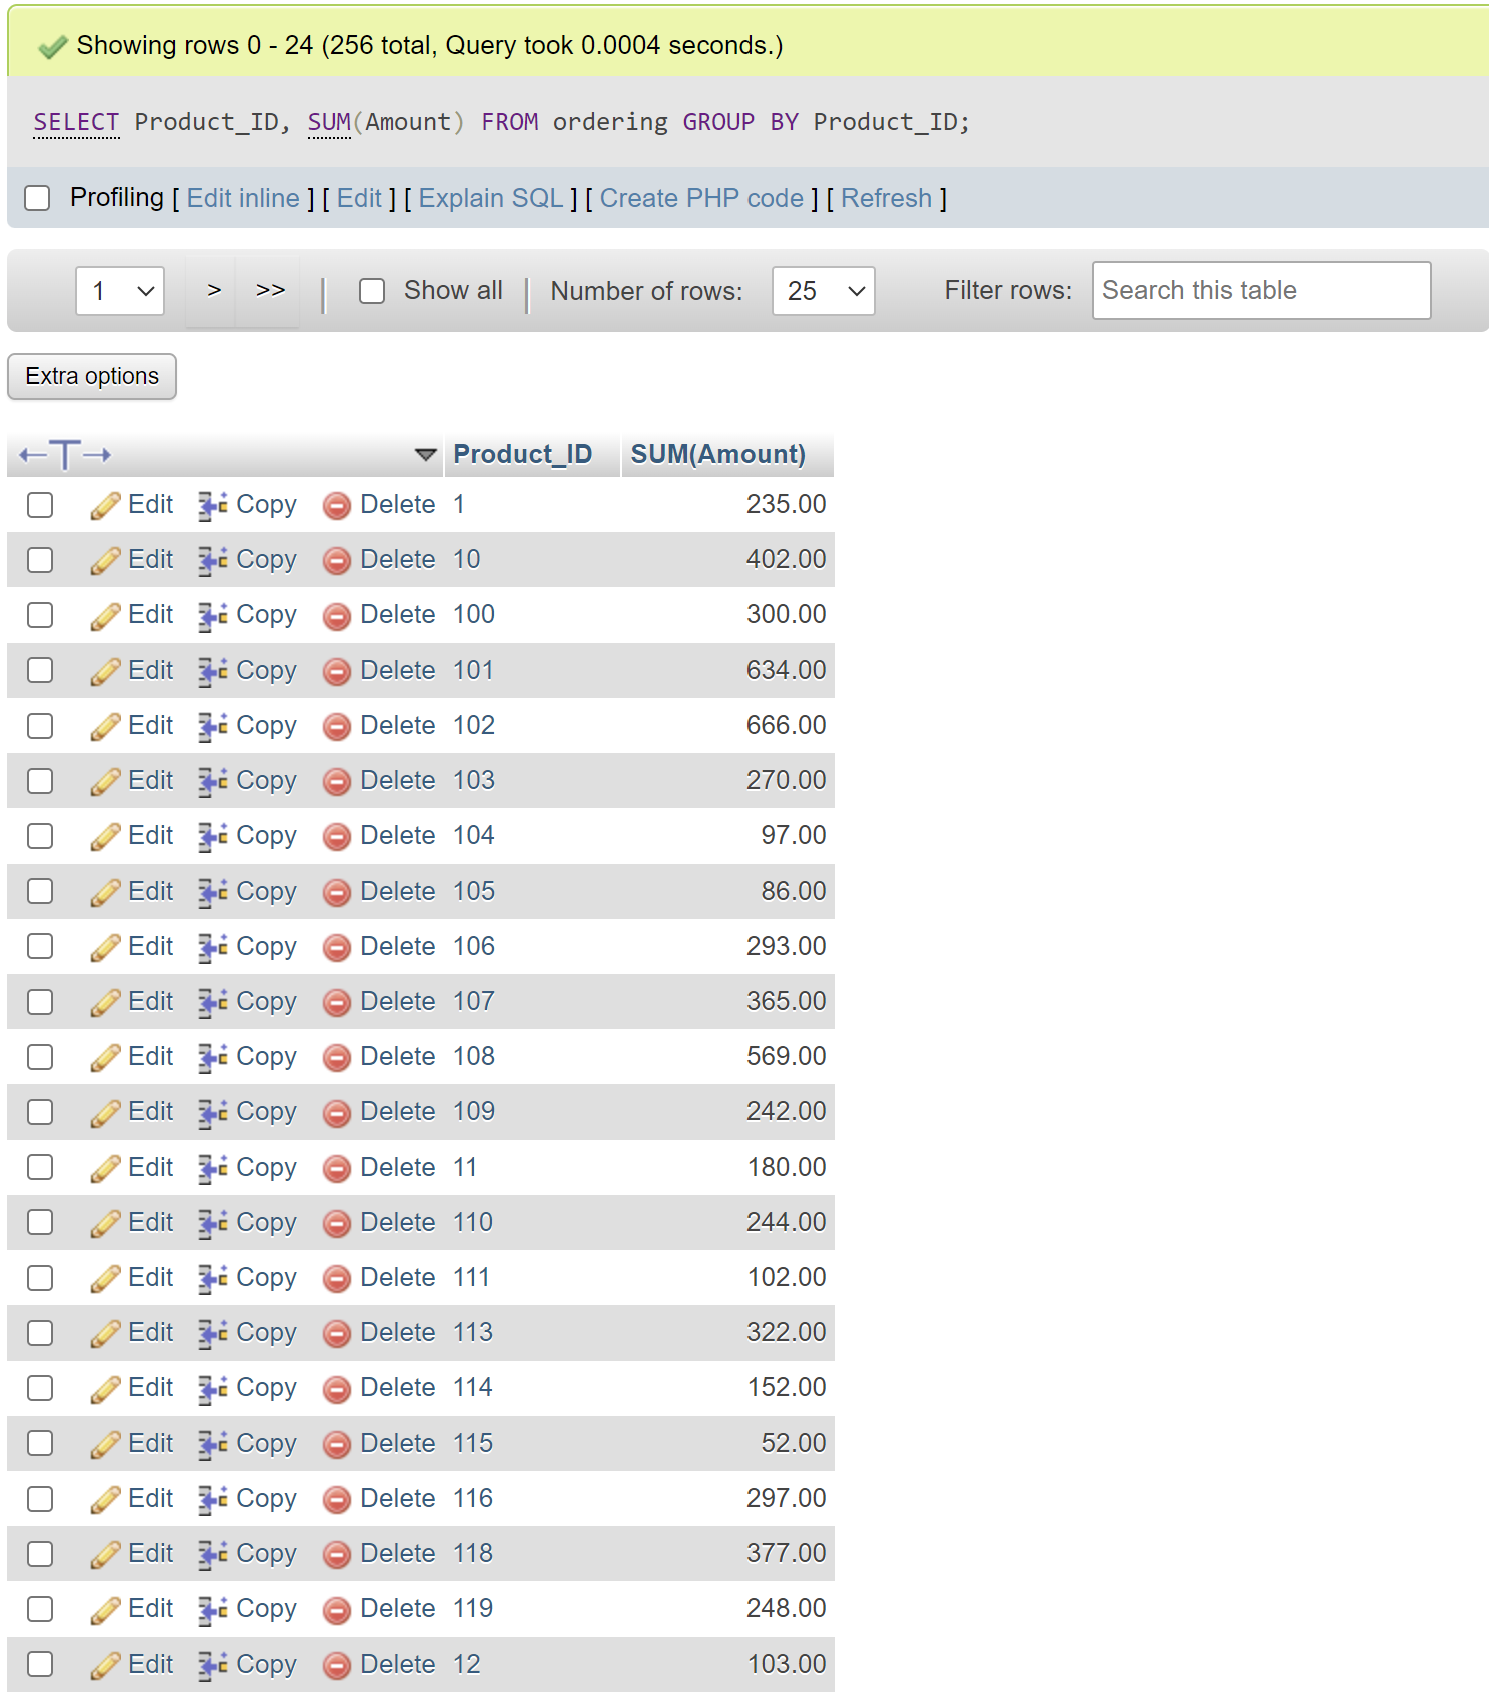 Showing rows 0 - 24 (256 total, Query took 0.0004 seconds.)
SELECT Product_ID, SUM(Amount) FROM ordering GROUP BY Product_ID;
Profiling [ Edit inline ] [ Edit ] [ Explain SQL ] [ Create PHP code ] [ Refresh ]
1 > >> | Show all | Number of rows: 25 Filter rows: Search this table
Extra options
←T→ Product_ID SUM(Amount)
Edit Copy Delete 1 235.00
Edit Copy Delete 10 402.00
Edit Copy Delete 100 300.00
Edit Copy Delete 101 634.00
Edit Copy Delete 102 666.00
Edit Copy Delete 103 270.00
Edit Copy Delete 104 97.00
Edit Copy Delete 105 86.00
Edit Copy Delete 106 293.00
Edit Copy Delete 107 365.00
Edit Copy Delete 108 569.00
Edit Copy Delete 109 242.00
Edit Copy Delete 11 180.00
Edit Copy Delete 110 244.00
Edit Copy Delete 111 102.00
Edit Copy Delete 113 322.00
Edit Copy Delete 114 152.00
Edit Copy Delete 115 52.00
Edit Copy Delete 116 297.00
Edit Copy Delete 118 377.00
Edit Copy Delete 119 248.00
Edit Copy Delete 12 103.00